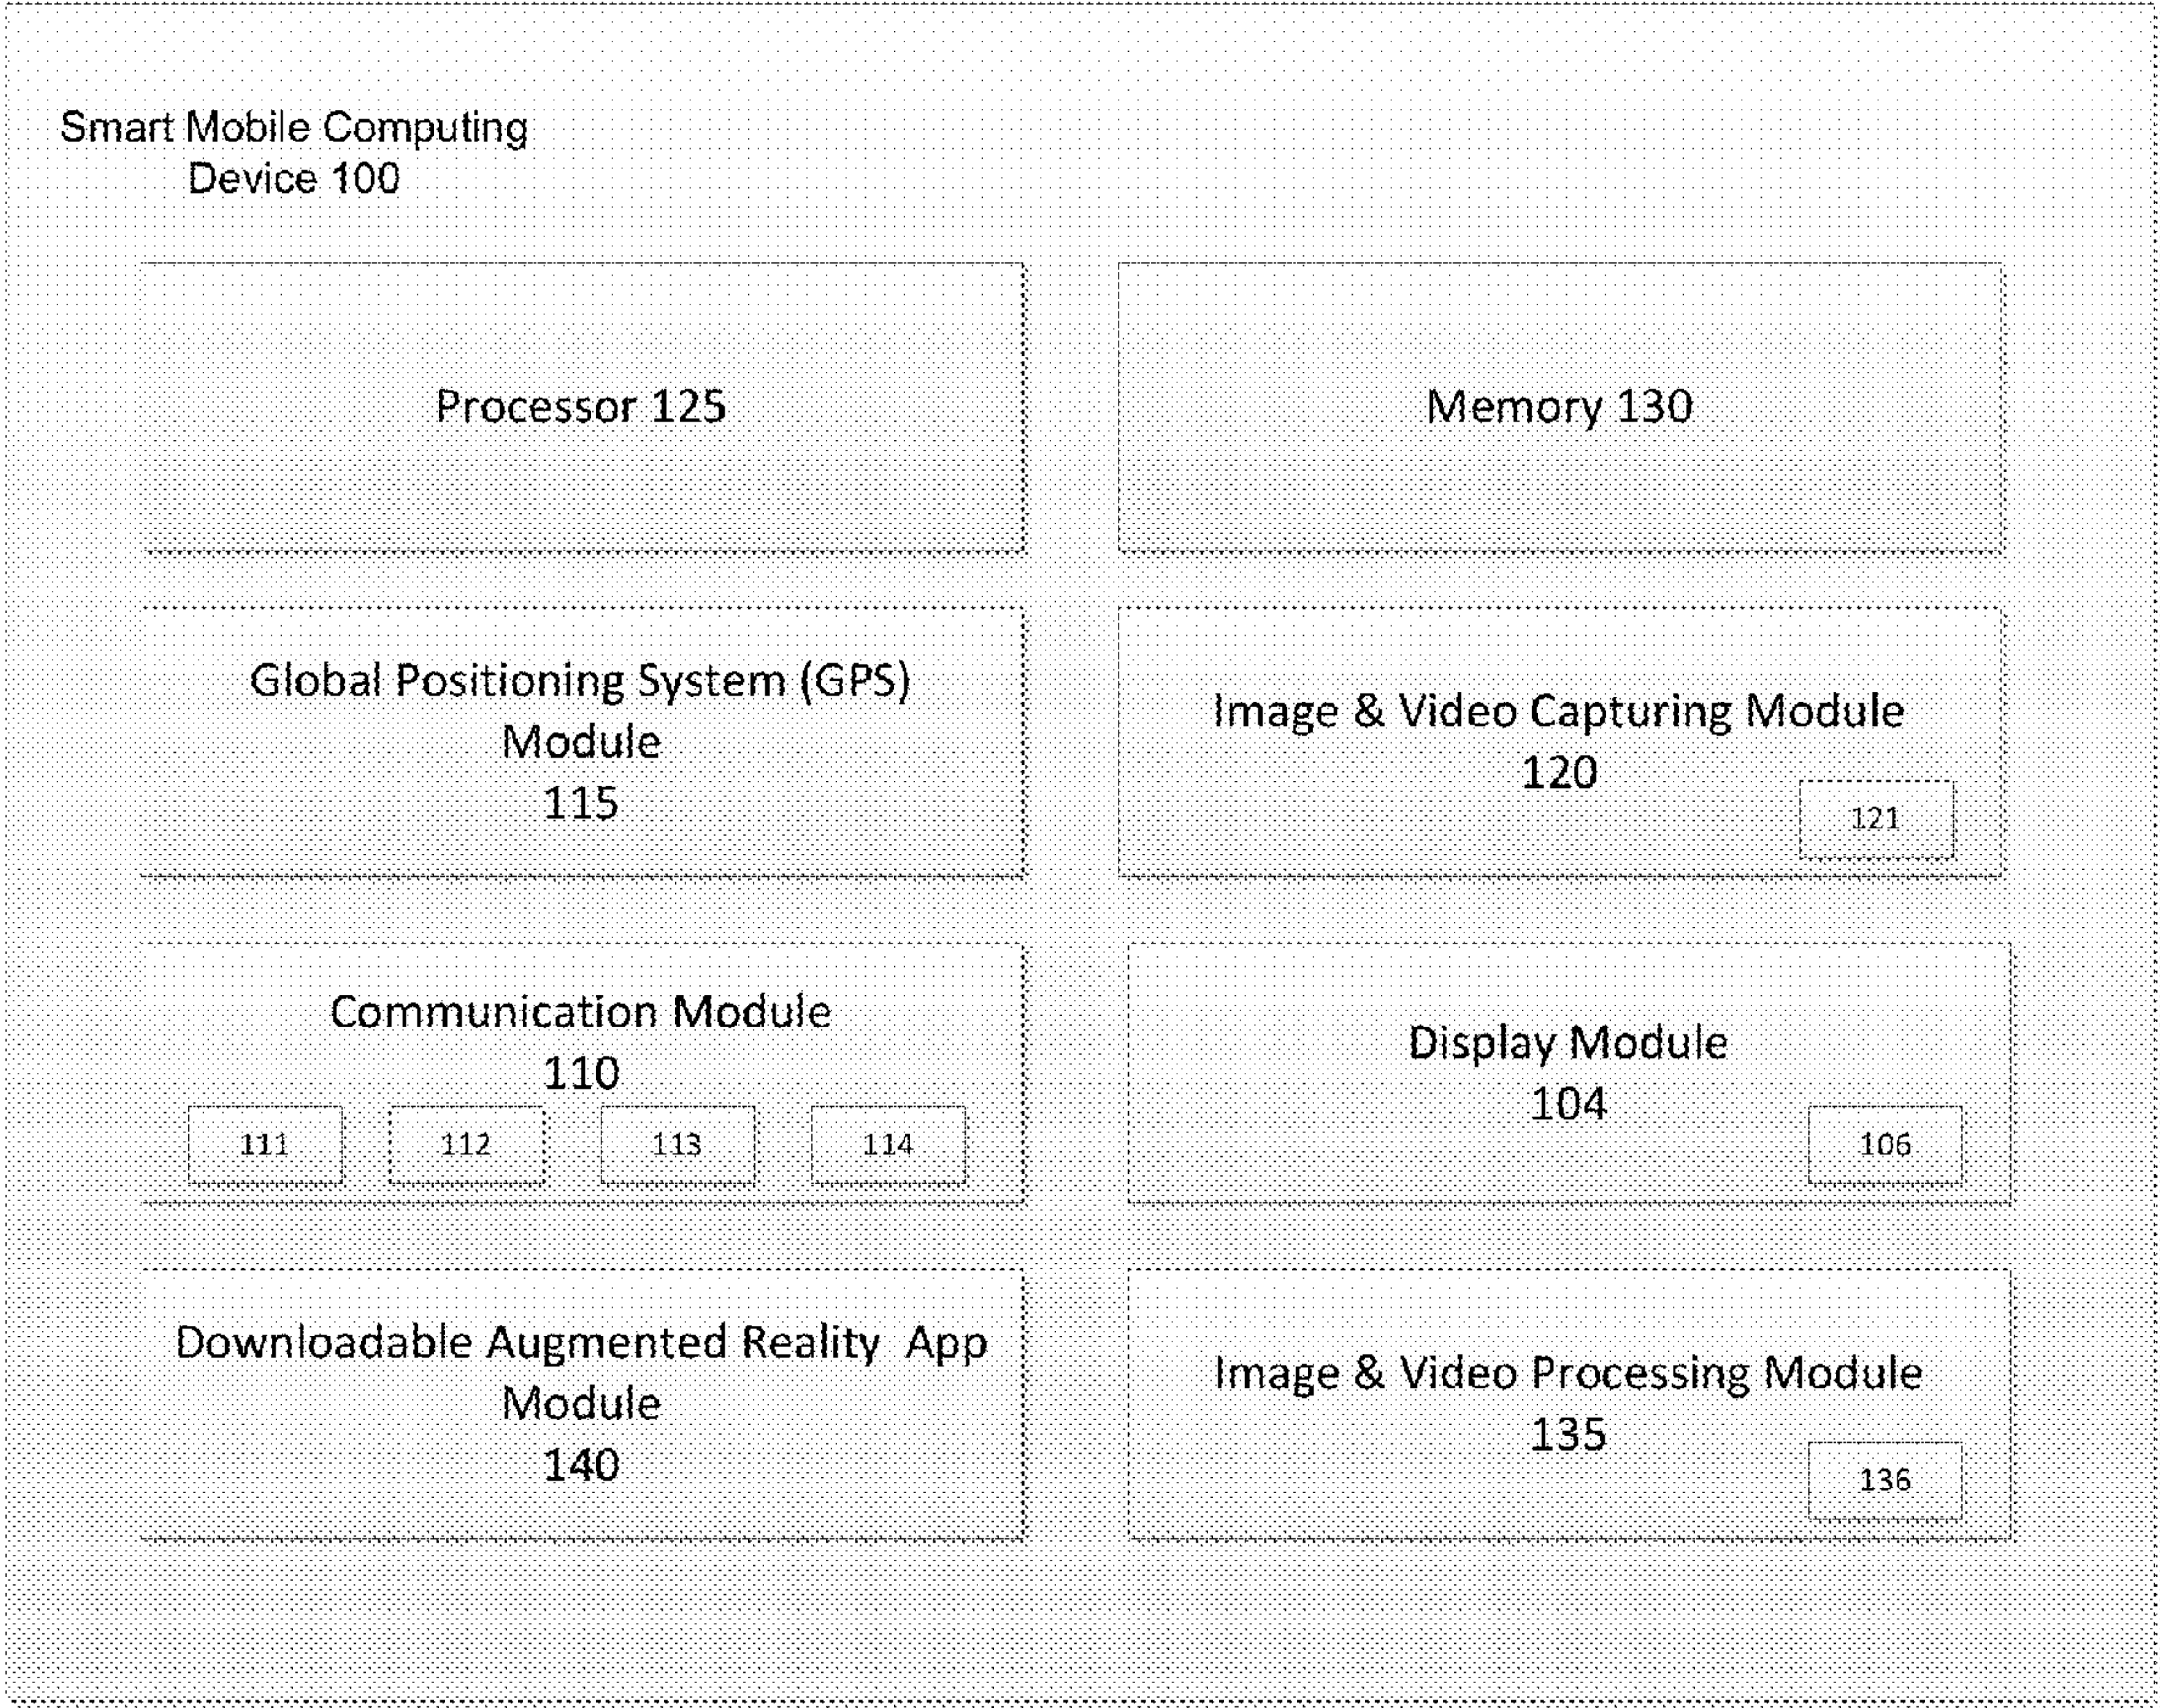 Smart Mobile Computing
Device 100
Processor 125
Memory 130
Global Positioning System (GPS)
Module
115
Image & Video Capturing Module
120
121
Communication Module
110
111
112
113
114
Display Module
104
106
Downloadable Augmented Reality App
Module
140
Image & Video Processing Module
135
136